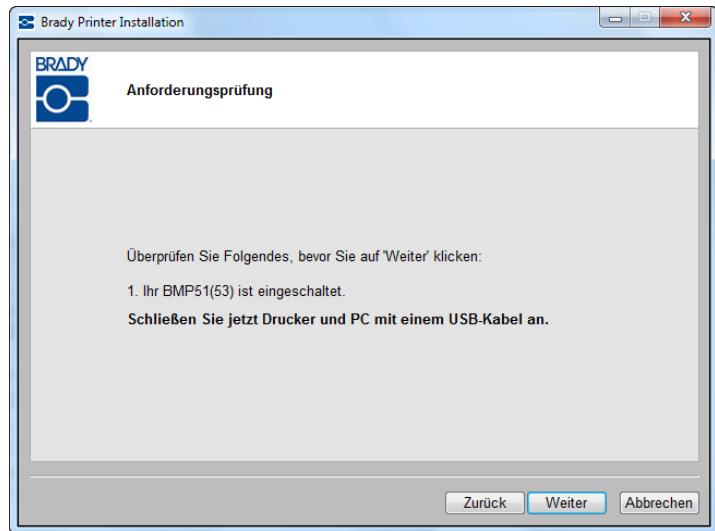 Brady Printer Installation
BRADY
Anforderungsprüfung
Überprüfen Sie Folgendes, bevor Sie auf 'Weiter' klicken:
1. Ihr BMP51(53) ist eingeschaltet.
Schließen Sie jetzt Drucker und PC mit einem USB-Kabel an.
Zurück Weiter Abbrechen